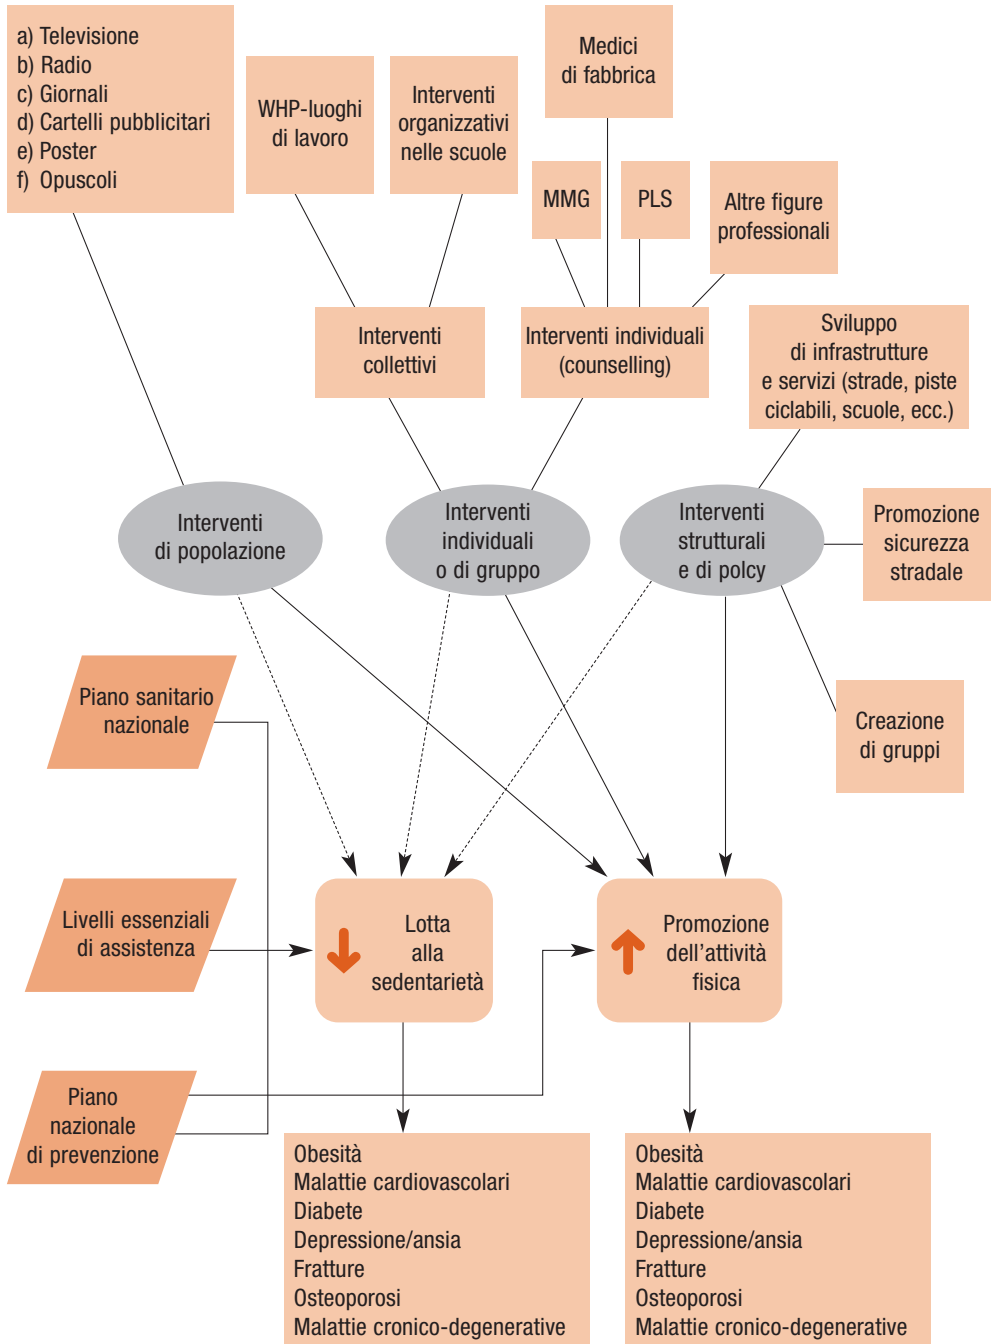 a) Televisione
b) Radio
c) Giornali
d) Cartelli pubblicitari
e) Poster
f) Opuscoli
WHP-luoghi
di lavoro
Interventi
organizzativi
nelle scuole
Medici
di fabbrica
MMG
PLS
Altre figure
professionali
Interventi
collettivi
Interventi individuali
(counselling)
Sviluppo
di infrastrutture
e servizi (strade, piste
ciclabili, scuole, ecc.)
Interventi
di popolazione
Interventi
individuali
o di gruppo
Interventi
strutturali
e di polcy
Promozione
sicurezza
stradale
Creazione
di gruppi
Piano sanitario
nazionale
Livelli essenziali
di assistenza
Piano
nazionale
di prevenzione
Lotta
alla
sedentarietà
Promozione
dell'attività
fisica
Obesità
Malattie cardiovascolari
Diabete
Depressione/ansia
Fratture
Osteoporosi
Malattie cronico-degenerative
Obesità
Malattie cardiovascolari
Diabete
Depressione/ansia
Fratture
Osteoporosi
Malattie cronico-degenerative